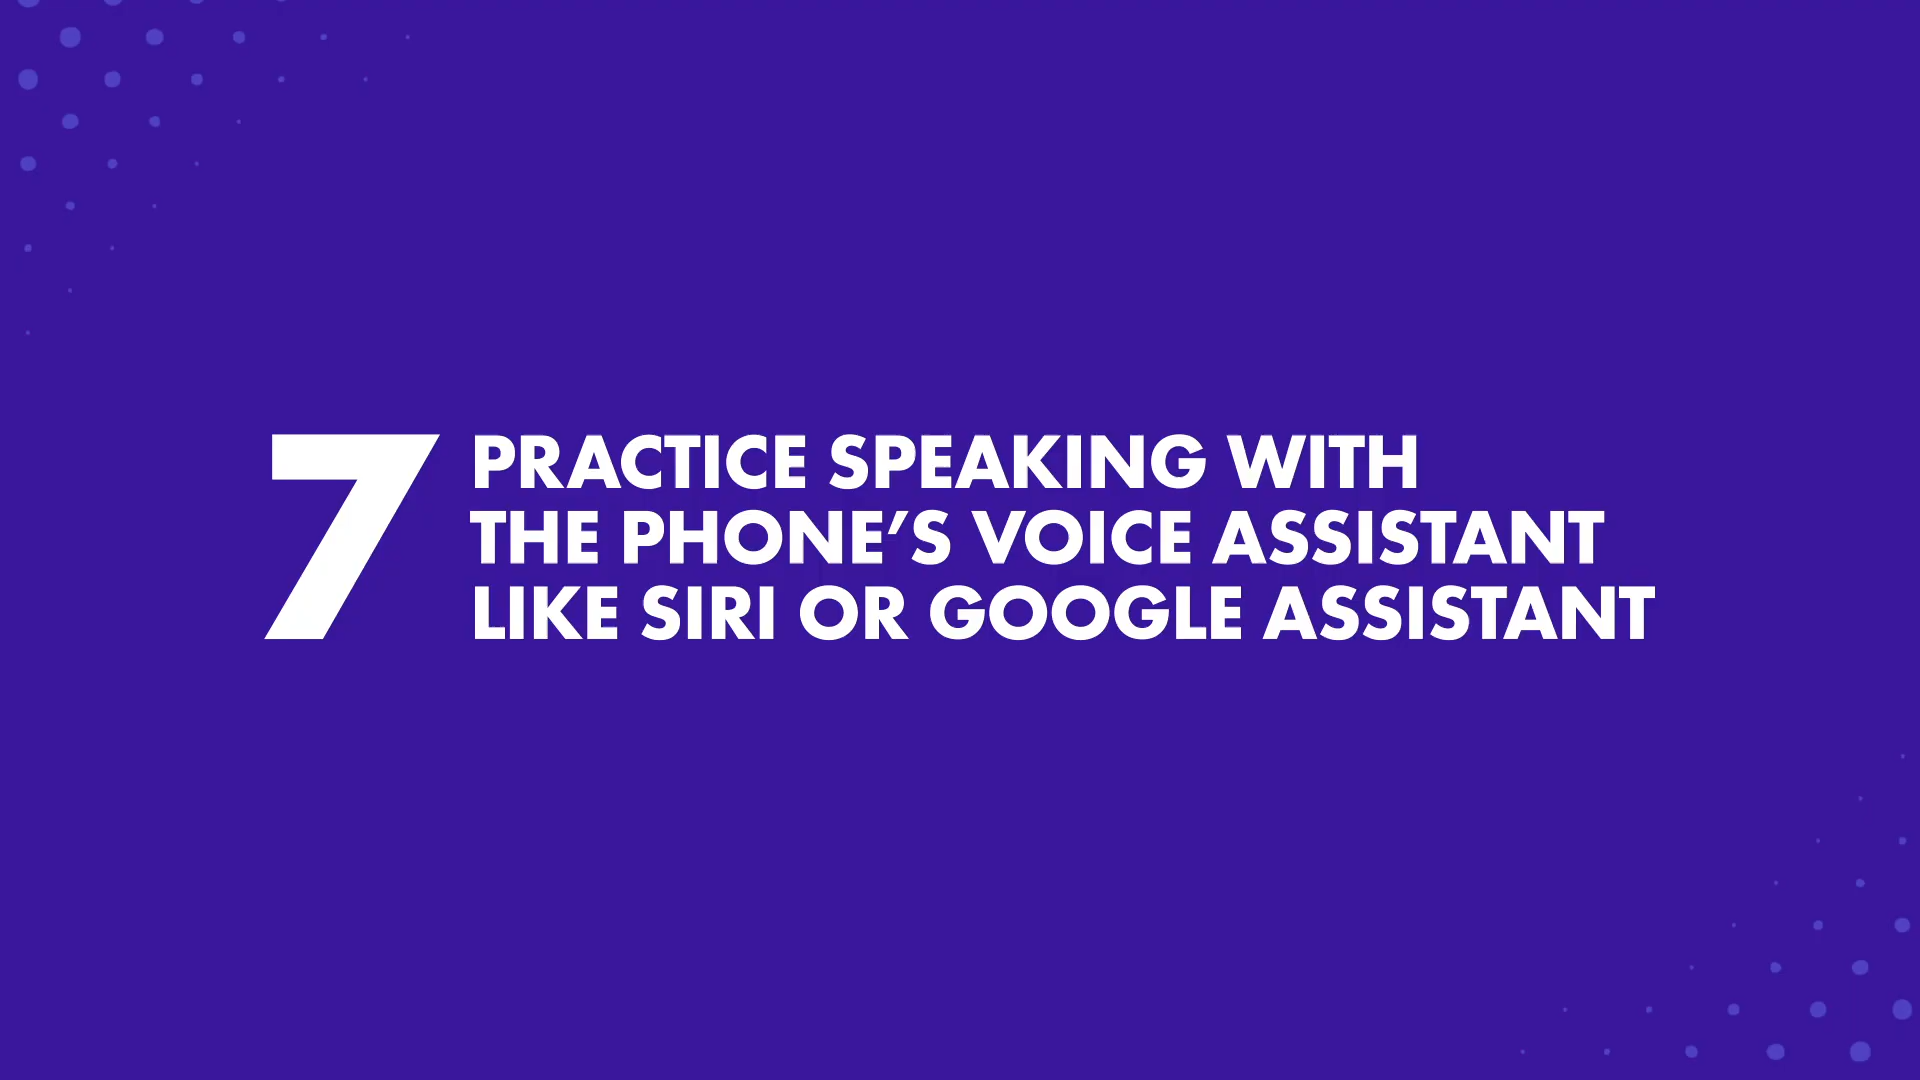 7
PRACTICE SPEAKING WITH
THE PHONE’S VOICE ASSISTANT
LIKE SIRI OR GOOGLE ASSISTANT